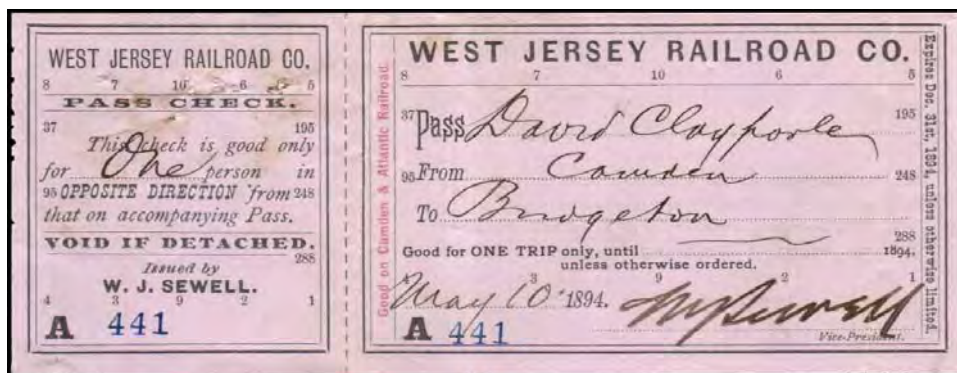 WEST JERSEY RAILROAD CO.
8 7 10 6 5
PASS CHECK.
37 195
This check is good only
for One person in
95 OPPOSITE DIRECTION from 248
that on accompanying Pass.
VOID IF DETACHED.
288
Issued by
W. J. SEWELL.
4 3 9 2 1
A 441
Good on Camden & Atlantic Railroad.
WEST JERSEY RAILROAD CO.
8 7 10 6 5
37 Pass David Claypole 195
95 From Camden 248
To Bridgeton
288
Good for ONE TRIP only, until 1894.
unless otherwise ordered.
3 9 2 1
May 10 1894. W J Sewell
A 441 Vice-President.
Expires Dec. 31st, 1894, unless otherwise limited.